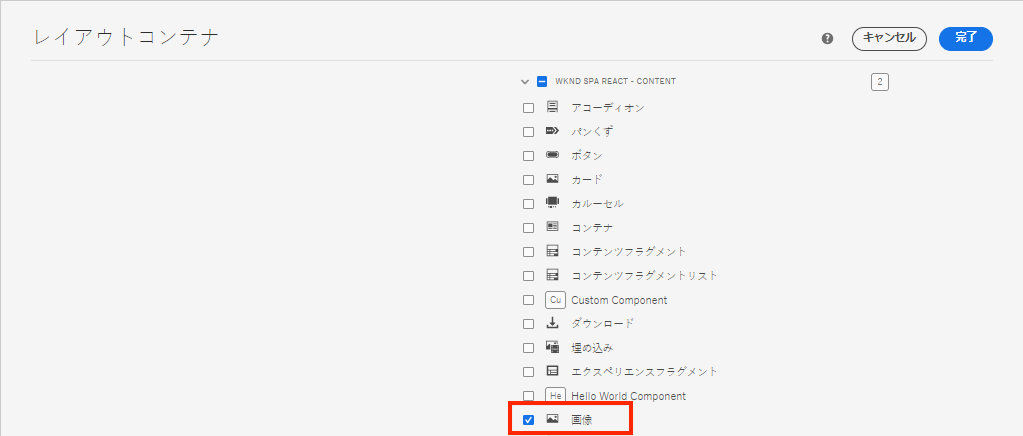 レイアウトコンテナ
? キャンセル 完了
WKND SPA REACT - CONTENT 2
アコーディオン
パンくず
ボタン
カード
カルーセル
コンテナ
コンテンツフラグメント
コンテンツフラグメントリスト
Cu Custom Component
ダウンロード
埋め込み
エクスペリエンスフラグメント
He Hello World Component
画像